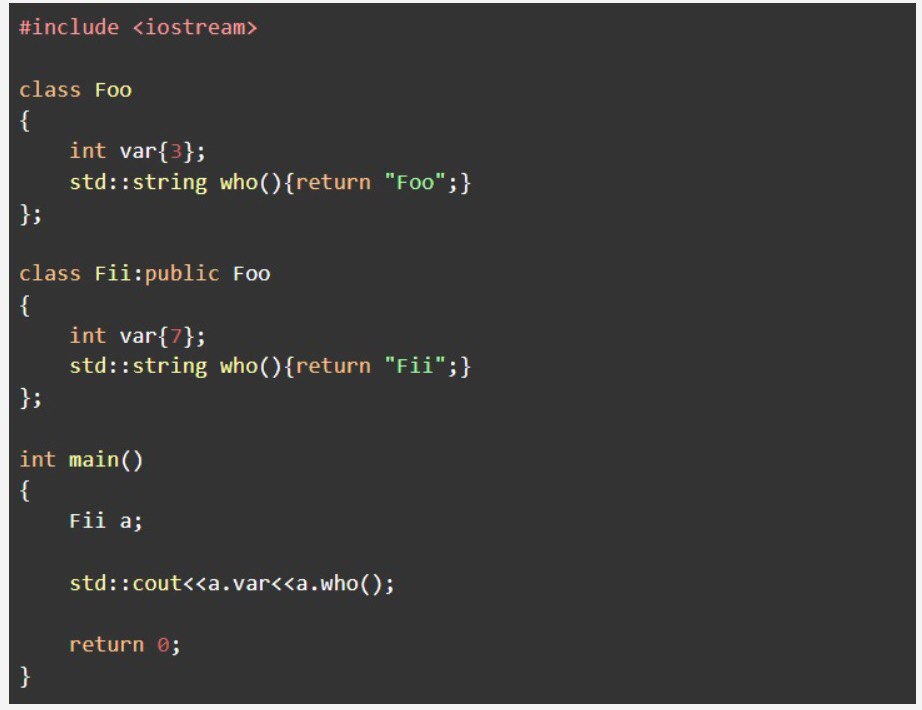 #include <iostream>
class Foo
{
    int var{3};
    std::string who(){return "Foo";}
};
class Fii:public Foo
{
    int var{7};
    std::string who(){return "Fii";}
};
int main()
{
    Fii a;
    std::cout<<a.var<<a.who();
    return 0;
}